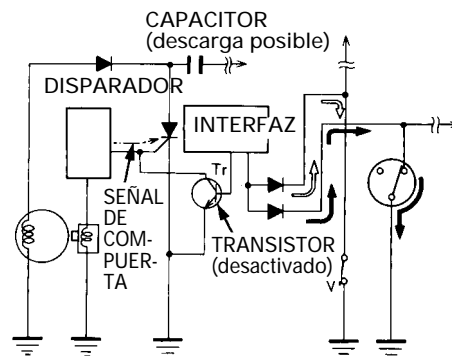 CAPACITOR
(descarga posible)
DISPARADOR
INTERFAZ
Tr
SEÑAL
DE
COM-
PUER-
TA
TRANSISTOR
(desactivado)